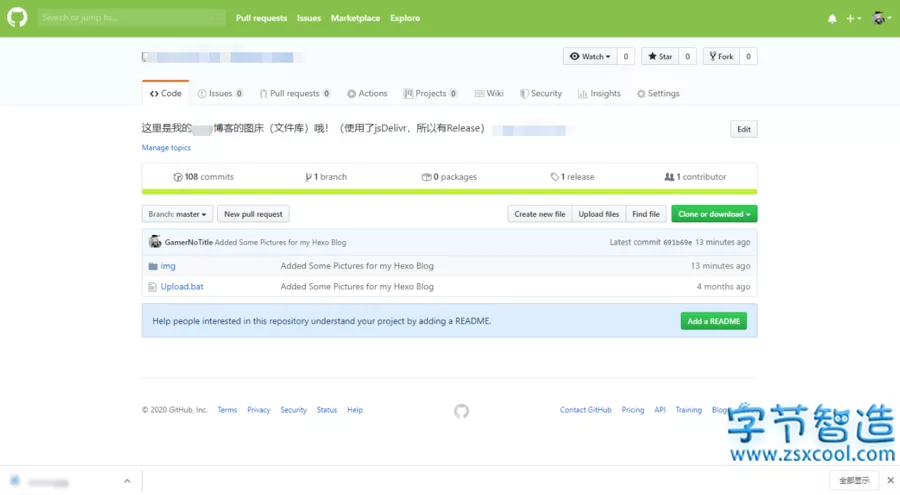 Search or jump to...
Pull requests Issues Marketplace Explore
Watch 0 Star 0 Fork 0
Code Issues 0 Pull requests 0 Actions Projects 0 Wiki Security Insights Settings
这里是我的 博客的图床（文件库）哦！（使用了jsDelivr，所以有Release）
Edit
Manage topics
108 commits 1 branch 0 packages 1 release 1 contributor
Branch: master New pull request Create new file Upload files Find file Clone or download
GamerNoTitle Added Some Pictures for my Hexo Blog Latest commit 691b69e 13 minutes ago
img Added Some Pictures for my Hexo Blog 13 minutes ago
Upload.bat Added Some Pictures for my Hexo Blog 4 months ago
Help people interested in this repository understand your project by adding a README. Add a README
© 2020 GitHub, Inc. Terms Privacy Security Status Help Contact GitHub Pricing API Training Blog
字节智造
www.zsxcool.com
全部显示